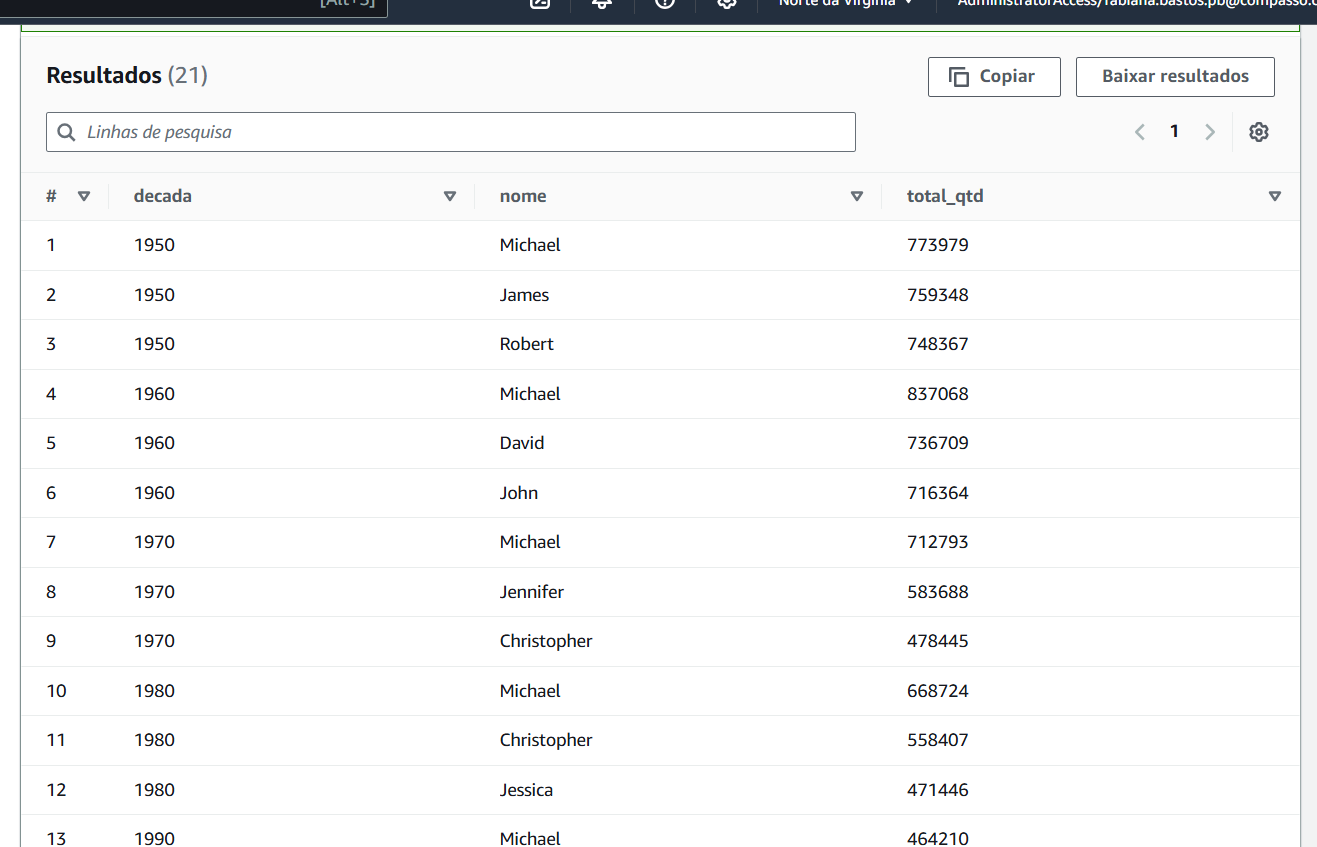 [Alt+S]
Norte da Virgínia
AdministratorAccess/fabiana.bastos.pb@compasso.
Resultados (21)
Copiar
Baixar resultados
Linhas de pesquisa
1
# decada nome total_qtd
1 1950 Michael 773979
2 1950 James 759348
3 1950 Robert 748367
4 1960 Michael 837068
5 1960 David 736709
6 1960 John 716364
7 1970 Michael 712793
8 1970 Jennifer 583688
9 1970 Christopher 478445
10 1980 Michael 668724
11 1980 Christopher 558407
12 1980 Jessica 471446
13 1990 Michael 464210